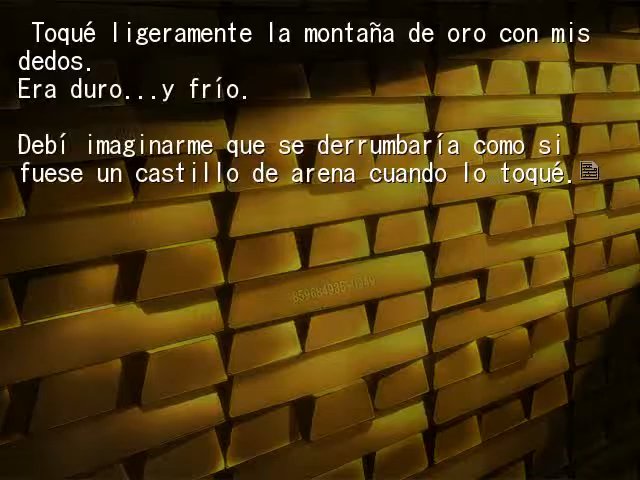 Toqué ligeramente la montaña de oro con mis
dedos.
Era duro...y frío.
Debí imaginarme que se derrumbaría como si
fuese un castillo de arena cuando lo toqué.